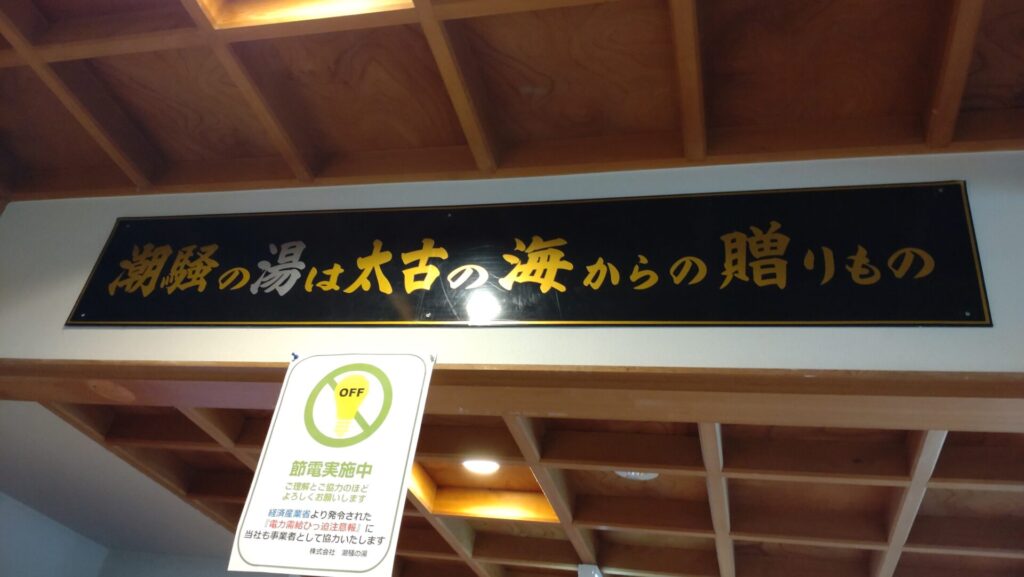 潮騒の湯は太古の海からの贈りもの
OFF
節電実施中
ご理解とご協力のほど
よろしくお願いします
経済産業省より発令された
『電力需給ひっ迫注意報』に
当社も事業者として協力いたします
株式会社 潮騒の湯